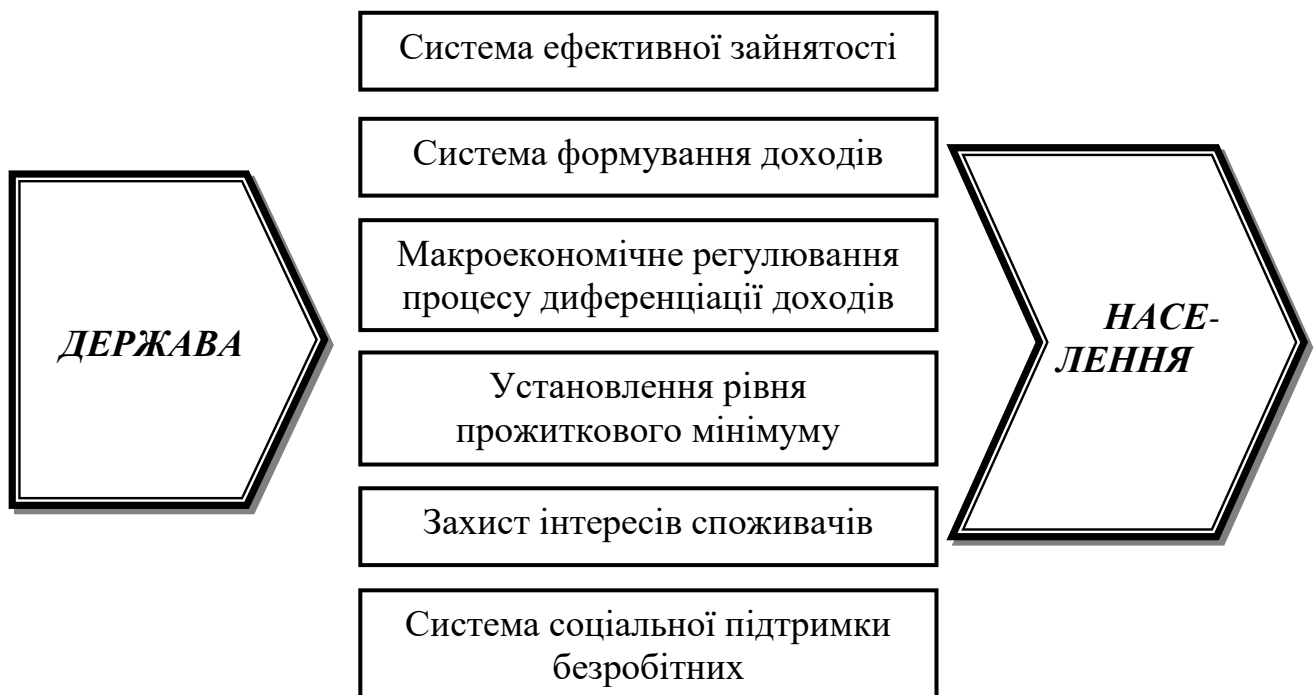 Система ефективної зайнятості
Система формування доходів
Макроекономічне регулювання
процесу диференціації доходів
ДЕРЖАВА
НАСЕ-
ЛЕННЯ
Установлення рівня
прожиткового мінімуму
Захист інтересів споживачів
Система соціальної підтримки
безробітних